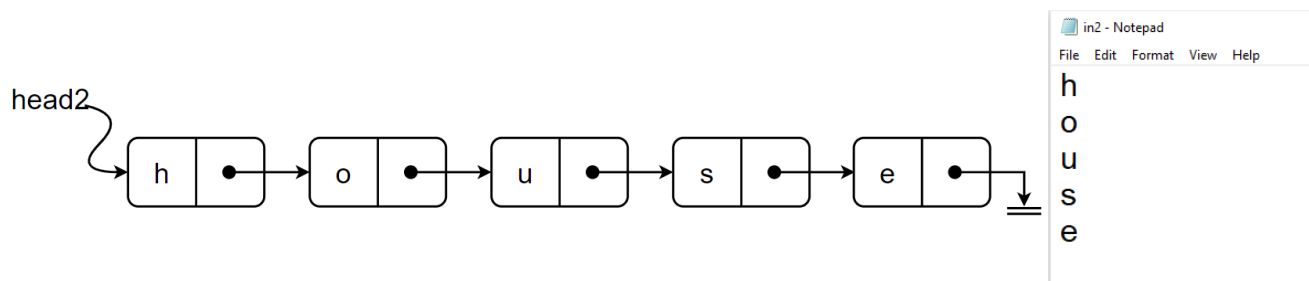 head2
h o u s e
in2 - Notepad
File Edit Format View Help
h
o
u
s
e